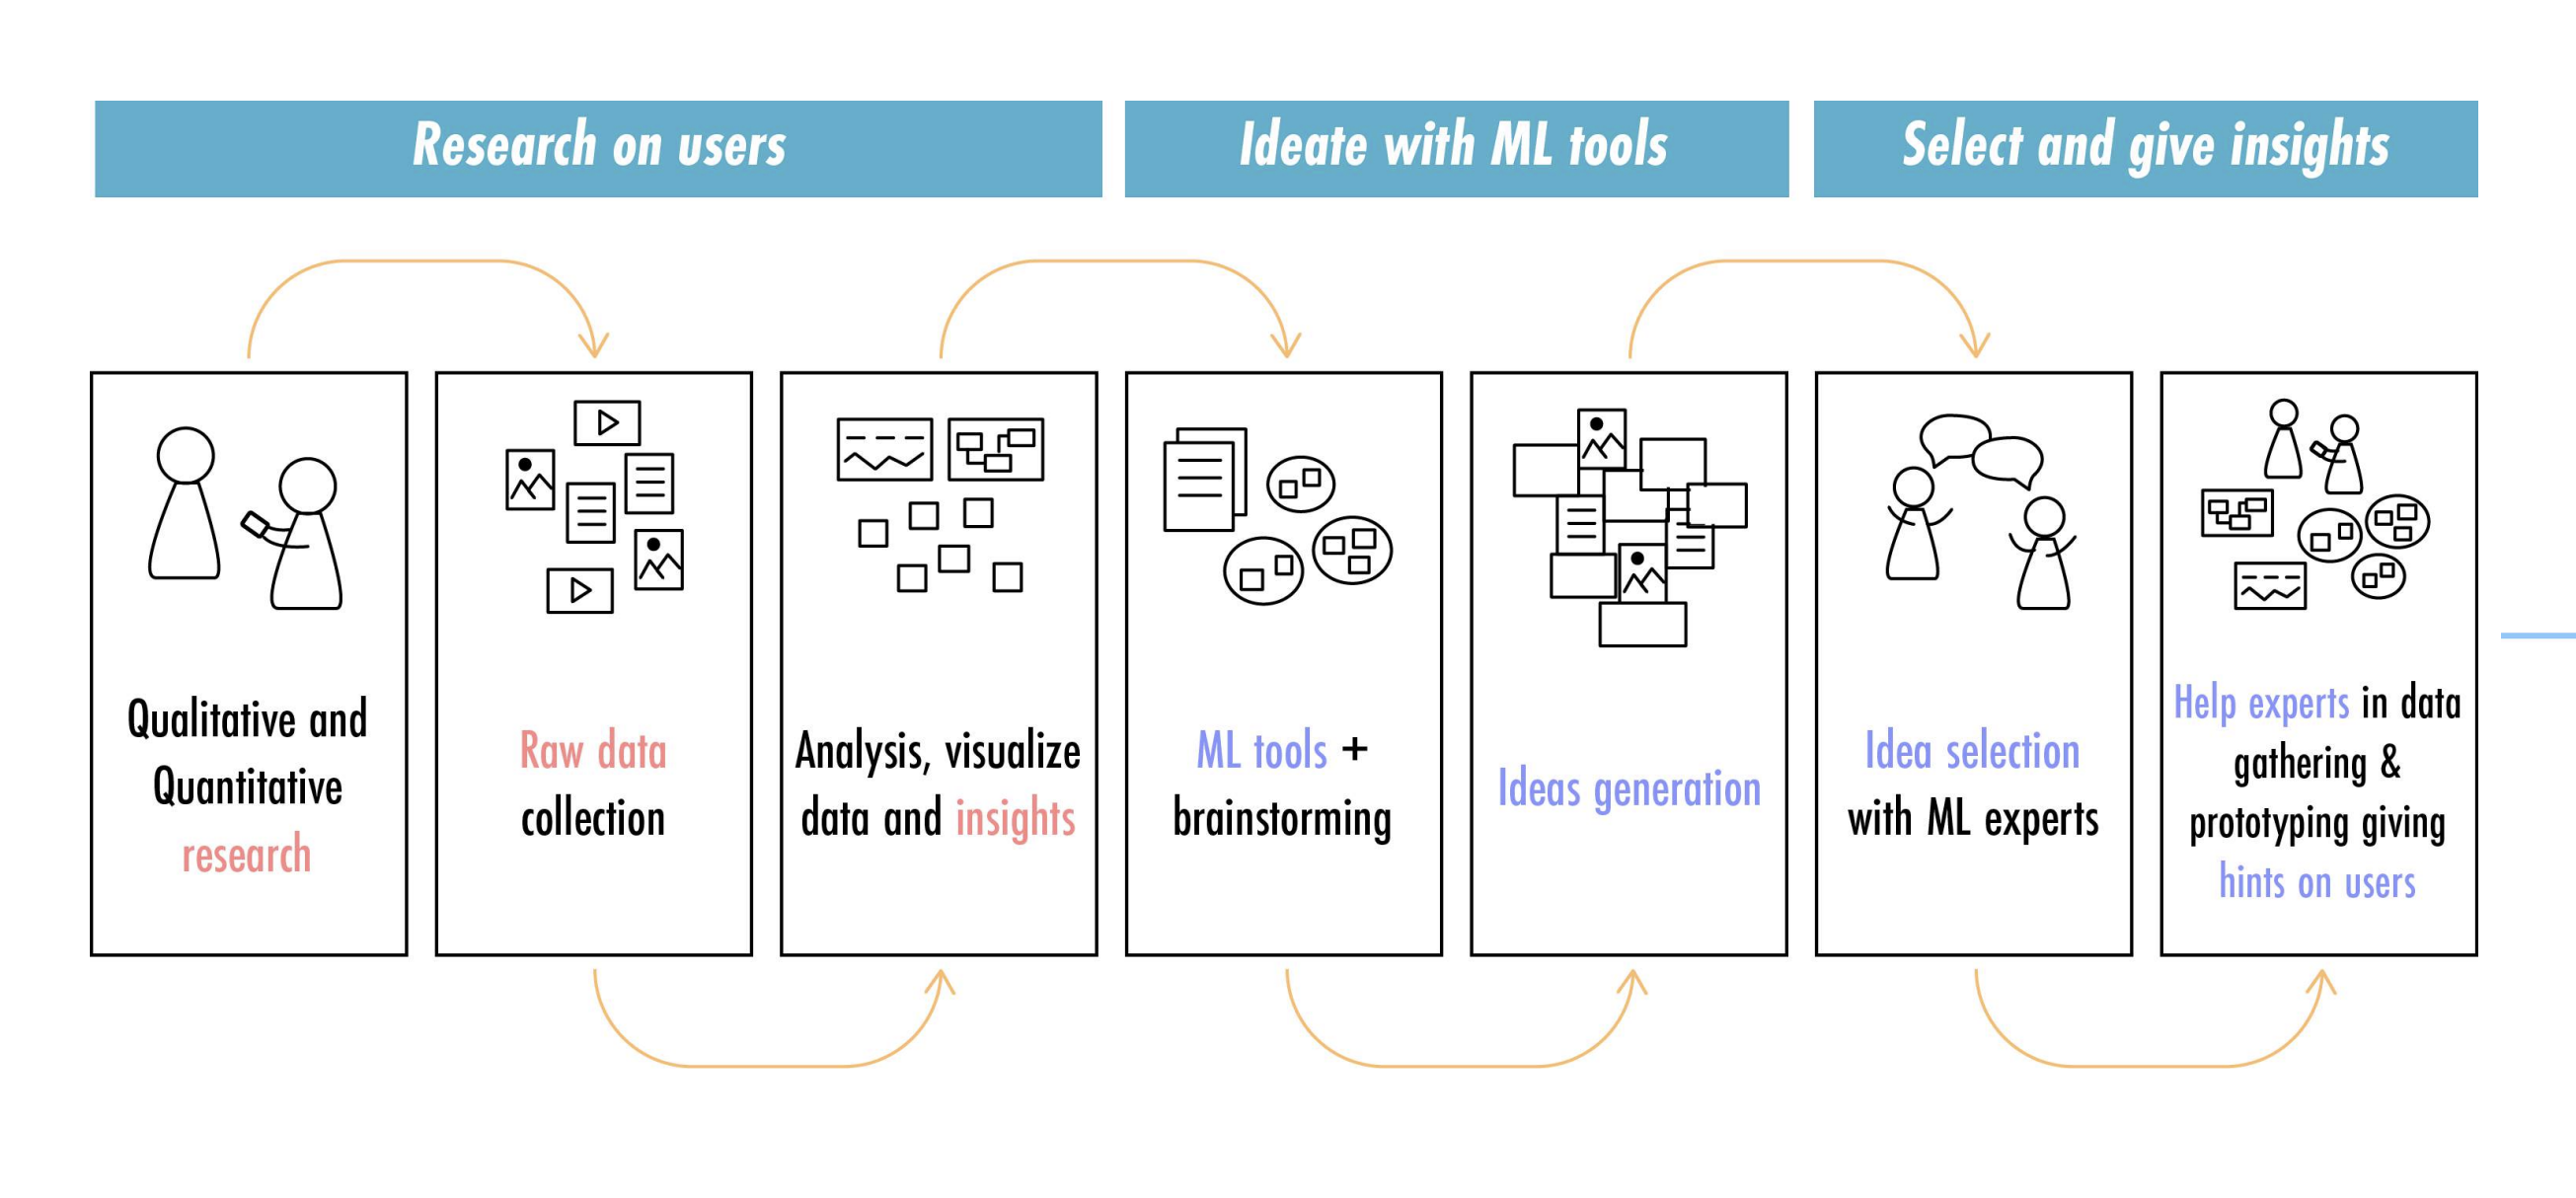 Research on users
Ideate with ML tools
Select and give insights
Qualitative and
Quantitative
research
Raw data
collection
Analysis, visualize
data and insights
ML tools +
brainstorming
Ideas generation
Idea selection
with ML experts
Help experts in data
gathering &
prototyping giving
hints on users